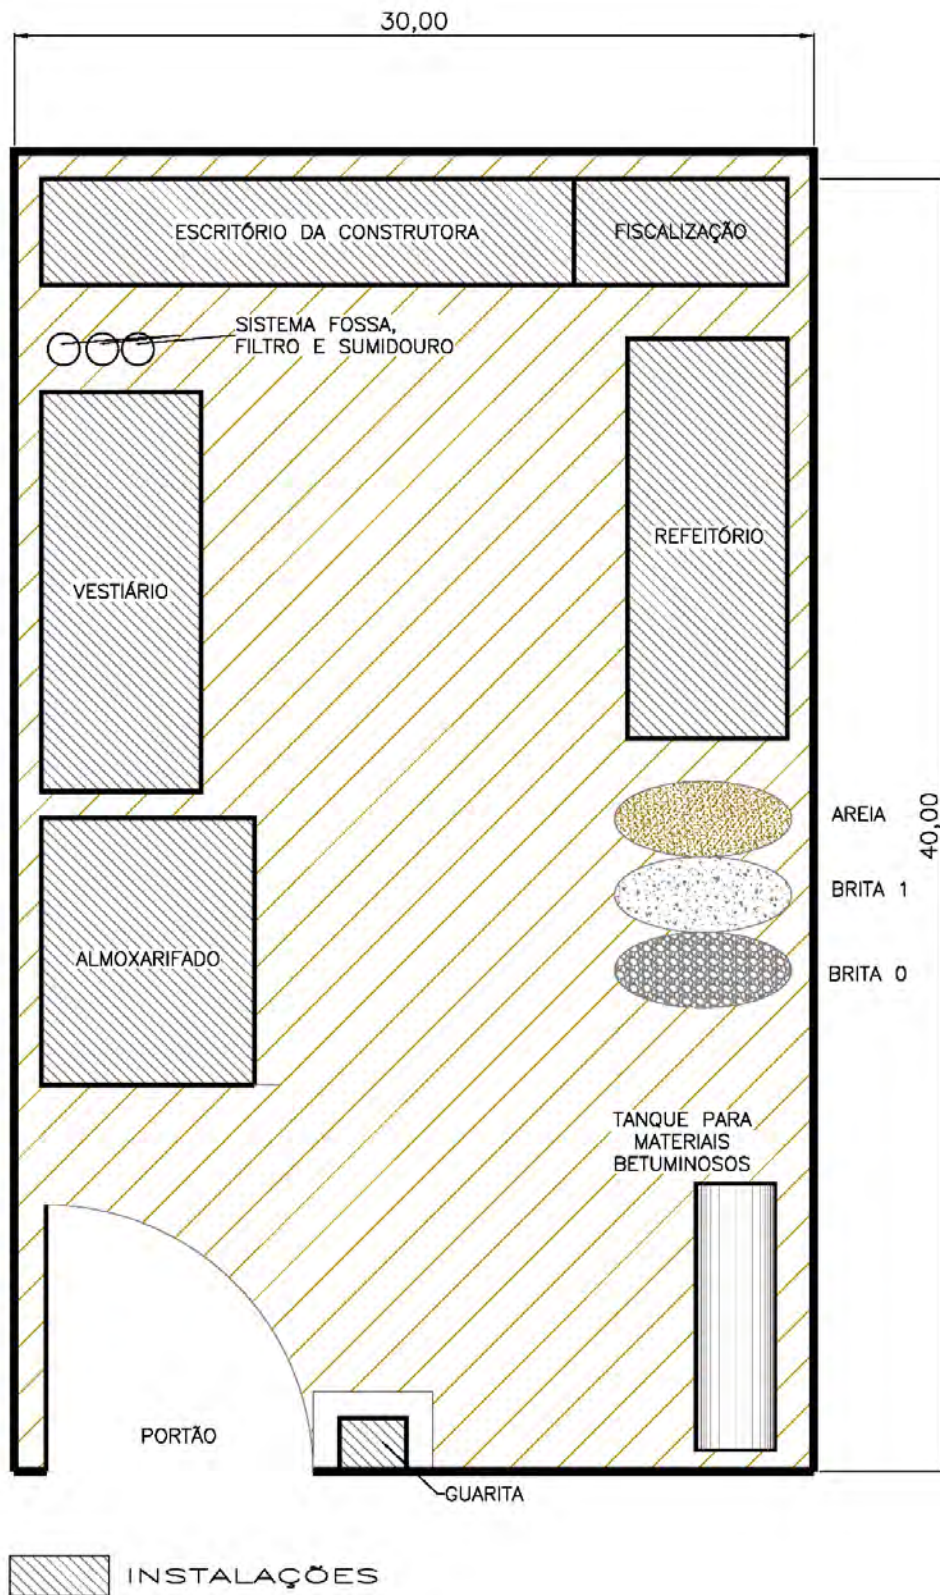 30,00
ESCRITÓRIO DA CONSTRUTORA
FISCALIZAÇÃO
SISTEMA FOSSA,
FILTRO E SUMIDOURO
REFEITÓRIO
VESTIÁRIO
AREIA
40,00
BRITA 1
ALMOXARIFADO
BRITA 0
TANQUE PARA
MATERIAIS
BETUMINOSOS
PORTÃO
GUARITA
INSTALAÇÕES